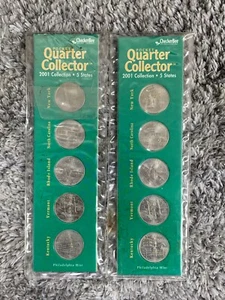 Quarter
Collector
2001 Collection • 5 States
New York
North Carolina
Rhode Island
Vermont
Kentucky
Philadelphia Mint
Quarter
Collector
2001 Collection • 5 States
New York
North Carolina
Rhode Island
Vermont
Kentucky
Philadelphia Mint